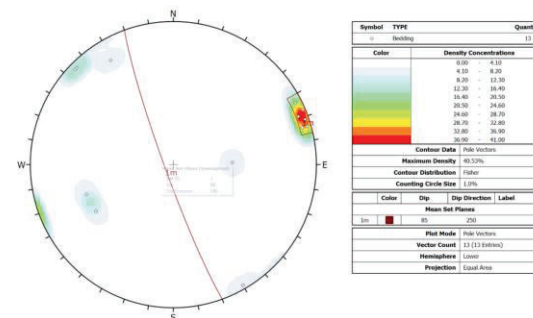 N
W
E
S
1m
1m
Symbol TYPE Quant
Bedding 13
Color Density Concentrations
0.00 - 4.10
4.10 - 8.20
8.20 - 12.30
12.30 - 16.40
16.40 - 20.50
20.50 - 24.60
24.60 - 28.70
28.70 - 32.80
32.80 - 36.90
36.90 - 41.00
Contour Data Pole Vectors
Maximum Density 40.53%
Contour Distribution Fisher
Counting Circle Size 1.0%
Color Dip Dip Direction Label
Mean Set Planes
1m 85 250
Plot Mode Pole Vectors
Vector Count 13 (13 Entries)
Hemisphere Lower
Projection Equal Area